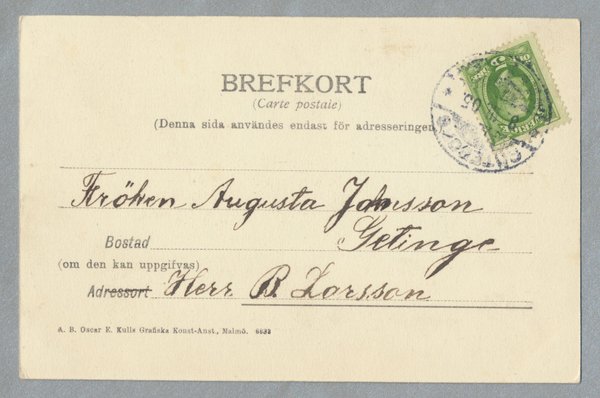 BREFKORT
(Carte postale)
(Denna sida användes endast för adresseringen
Fröken Augusta Johnsson
Bostad Getinge
(om den kan uppgifvas)
Adressort Herr B. Larsson
A. B. Oscar E. Kulls Grafiska Konst-Anst., Malmö. 6933